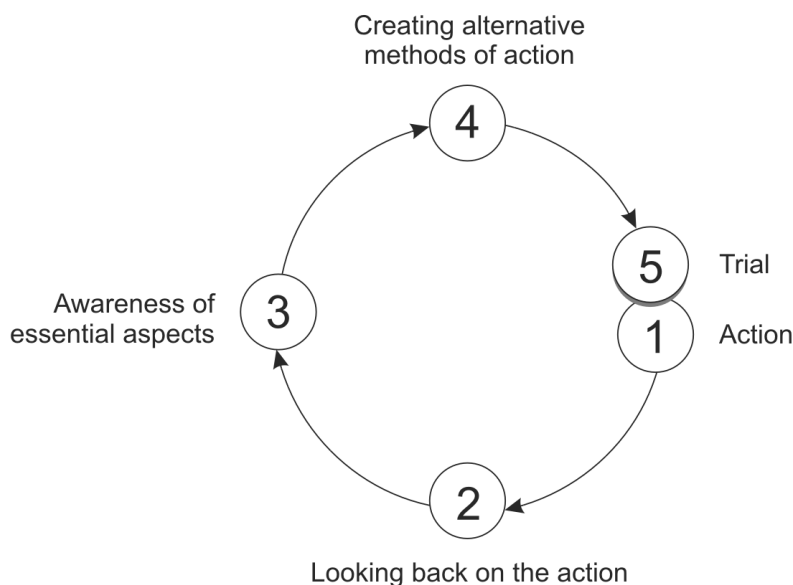 Creating alternative
methods of action
4
5
Trial
3
Awareness of
essential aspects
1
Action
2
Looking back on the action